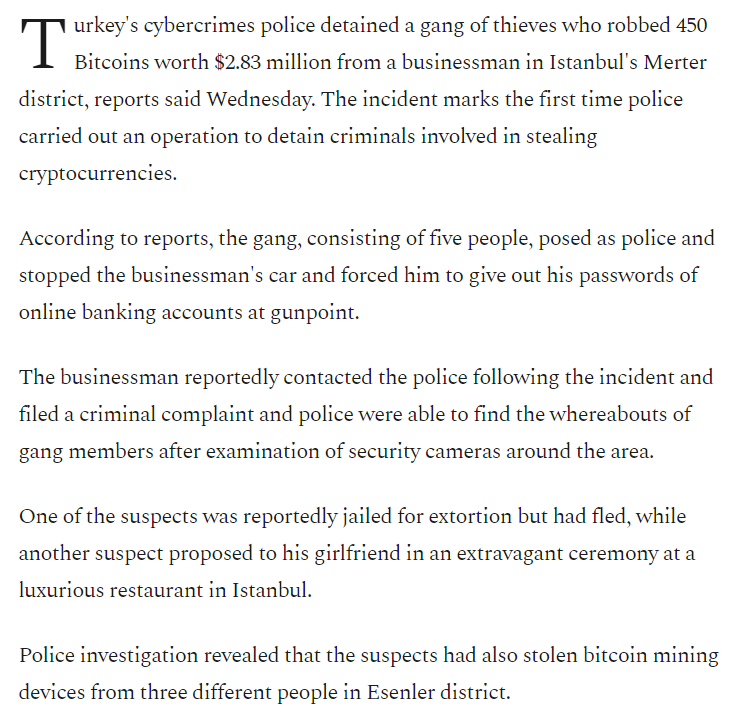 Turkey's cybercrimes police detained a gang of thieves who robbed 450
Bitcoins worth $2.83 million from a businessman in Istanbul's Merter
district, reports said Wednesday. The incident marks the first time police
carried out an operation to detain criminals involved in stealing
cryptocurrencies.
According to reports, the gang, consisting of five people, posed as police and
stopped the businessman's car and forced him to give out his passwords of
online banking accounts at gunpoint.
The businessman reportedly contacted the police following the incident and
filed a criminal complaint and police were able to find the whereabouts of
gang members after examination of security cameras around the area.
One of the suspects was reportedly jailed for extortion but had fled, while
another suspect proposed to his girlfriend in an extravagant ceremony at a
luxurious restaurant in Istanbul.
Police investigation revealed that the suspects had also stolen bitcoin mining
devices from three different people in Esenler district.